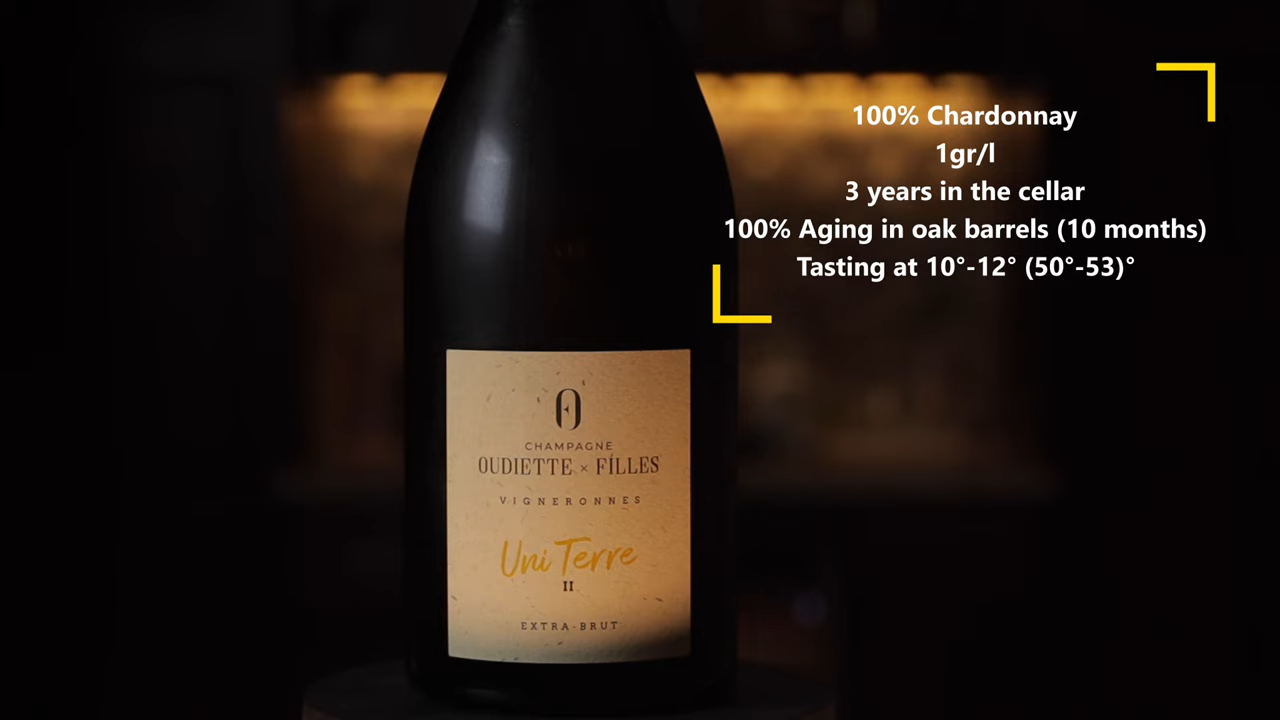 100% Chardonnay
1gr/l
3 years in the cellar
100% Aging in oak barrels (10 months)
Tasting at 10°-12° (50°-53)°
CHAMPAGNE
OUDIETTE × FILLES
VIGNERONNES
Uni Terre
II
EXTRA-BRUT